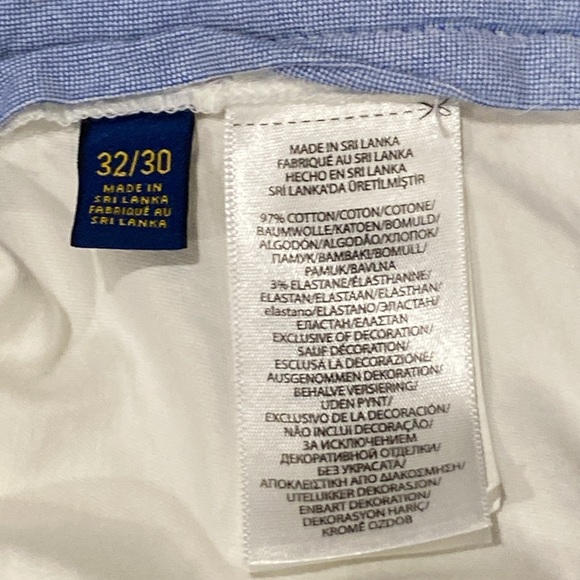 32/30
MADE IN
SRI LANKA
FABRIQUÉ AU
SRI LANKA
MADE IN SRI LANKA
FABRIQUÉ AU SRI LANKA
HECHO EN SRI LANKA
SRİ LANKA'DA ÜRETİLMİŞTİR
97% COTTON/COTON/COTONE/
BAUMWOLLE/KATOEN/BOMULD/
ALGODÓN/ALGODÃO/ХЛОПОК/
ПАМУК/ΒΑΜΒΑΚΙ/BOMULL/
PAMUK/BAVLNA
3% ELASTANE/ÉLASTHANNE/
ELASTAN/ELASTAAN/ELASTHAN/
elastano/ELASTANO/ЭЛАСТАН/
ЕЛАСТАН/ΕΛΑΣΤΑΝ
EXCLUSIVE OF DECORATION/
SAUF DÉCORATION/
ESCLUSA LA DECORAZIONE/
AUSGENOMMEN DEKORATION/
BEHALVE VERSIERING/
UDEN PYNT/
EXCLUSIVO DE LA DECORACIÓN/
NÃO INCLUI DECORAÇÃO/
ЗА ИСКЛЮЧЕНИЕМ
ДЕКОРАТИВНОЙ ОТДЕЛКИ/
БЕЗ УКРАСАТА/
ΑΠΟΚΛΕΙΣΤΙΚΗ ΑΠΟ ΔΙΑΚΟΣΜΗΣΗ/
UTELUKKER DEKORASJON/
ENBART DEKORATION/
DEKORASYON HARİÇ/
KROMĚ OZDOB